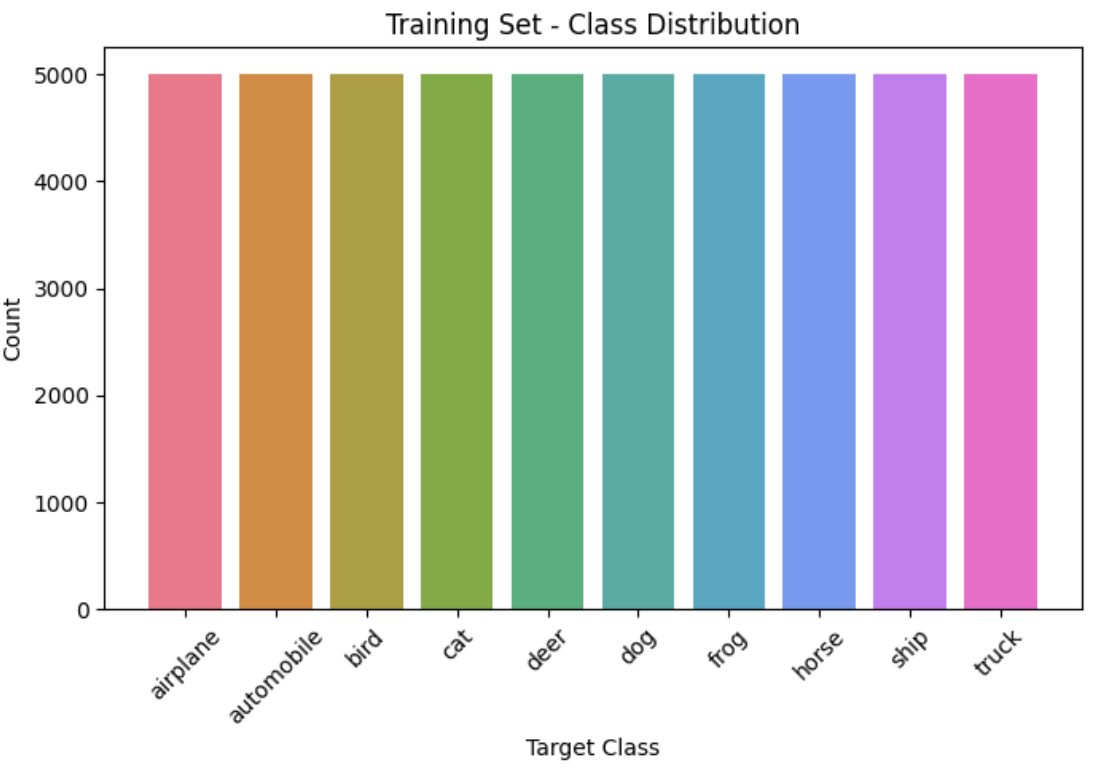 Training Set - Class Distribution
Count
5000
4000
3000
2000
1000
0
airplane
automobile
bird
cat
deer
dog
frog
horse
ship
truck
Target Class